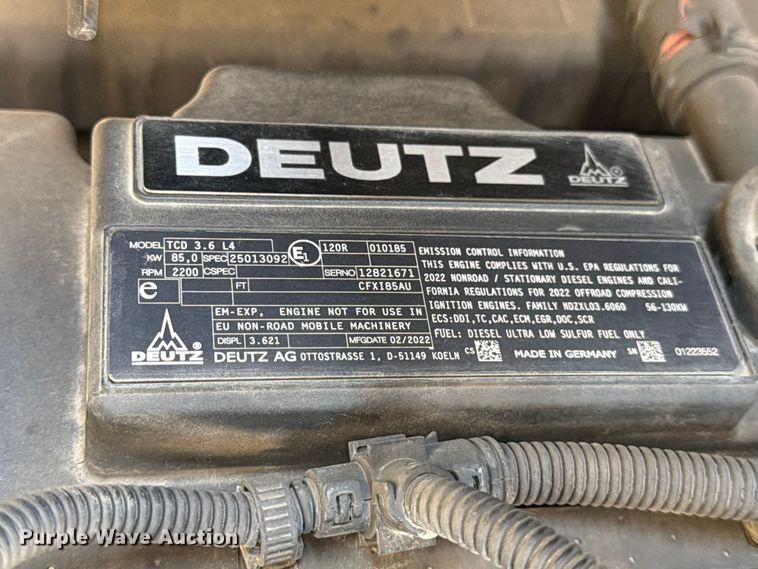 DEUTZ
DEUTZ ®
MODEL TCD 3.6 L4 E1 120R 010185
KW 85,0 SPEC 25013092
RPM 2200 CSPEC SERNO 12821671
e FT CFXI85AU
EM-EXP, ENGINE NOT FOR USE IN
EU NON-ROAD MOBILE MACHINERY
DISPL 3.621 MFGDATE 02/2022
DEUTZ
DEUTZ AG OTTOSTRASSE 1, D-51149 KOELN
EMISSION CONTROL INFORMATION
THIS ENGINE COMPLIES WITH U.S. EPA REGULATIONS FOR
2022 NONROAD / STATIONARY DIESEL ENGINES AND CALI-
FORNIA REGULATIONS FOR 2022 OFFROAD COMPRESSION
IGNITION ENGINES. FAMILY NDZXL03.6060 56-130KW
ECS:DDI,TC,CAC,ECM,EGR,DOC,SCR
FUEL: DIESEL ULTRA LOW SULFUR FUEL ONLY
CS MADE IN GERMANY SN 01223552
Purple Wave Auction